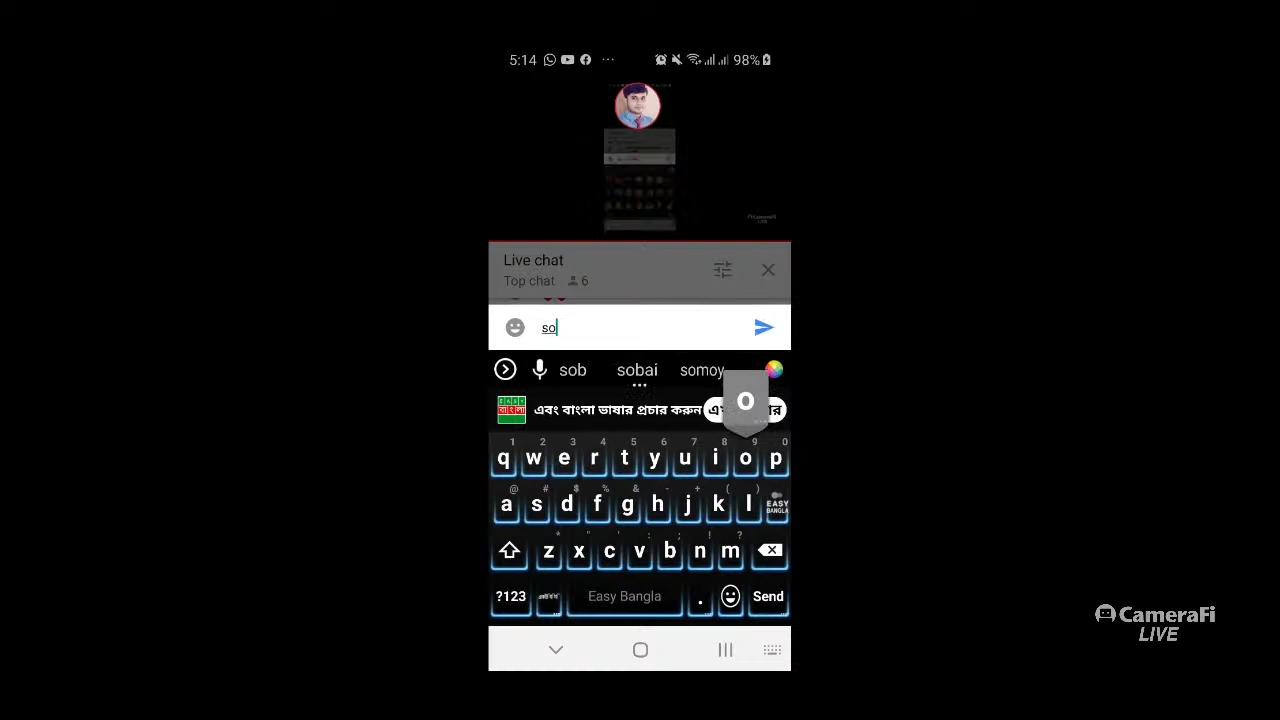 5:14 ... 98%
Live chat
Top chat 6
so
sob sobai somoy
EASY
বাংলা
এবং বাংলা ভাষার প্রচার করুন
o
1 2 3 4 5 6 7 8 9 0
q w e r t y u i o p
@ # $ % & - + ( )
a s d f g h j k l EASY BANGLA
* " ' : ; ! ?
z x c v b n m
?123 Easy Bangla . Send
CameraFi
LIVE